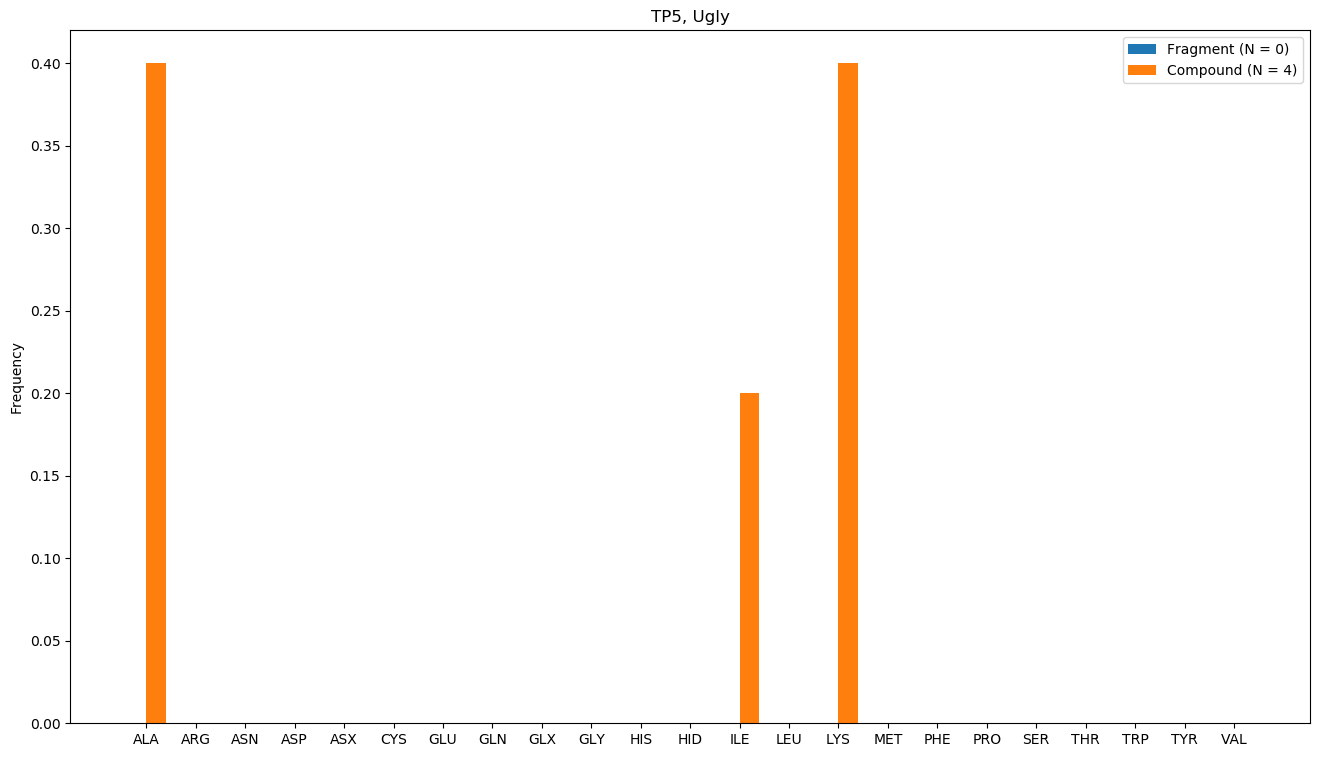 TP5, Ugly
Fragment (N = 0)
Compound (N = 4)
Frequency
0.40
0.35
0.30
0.25
0.20
0.15
0.10
0.05
0.00
ALA ARG ASN ASP ASX CYS GLU GLN GLX GLY HIS HID ILE LEU LYS MET PHE PRO SER THR TRP TYR VAL